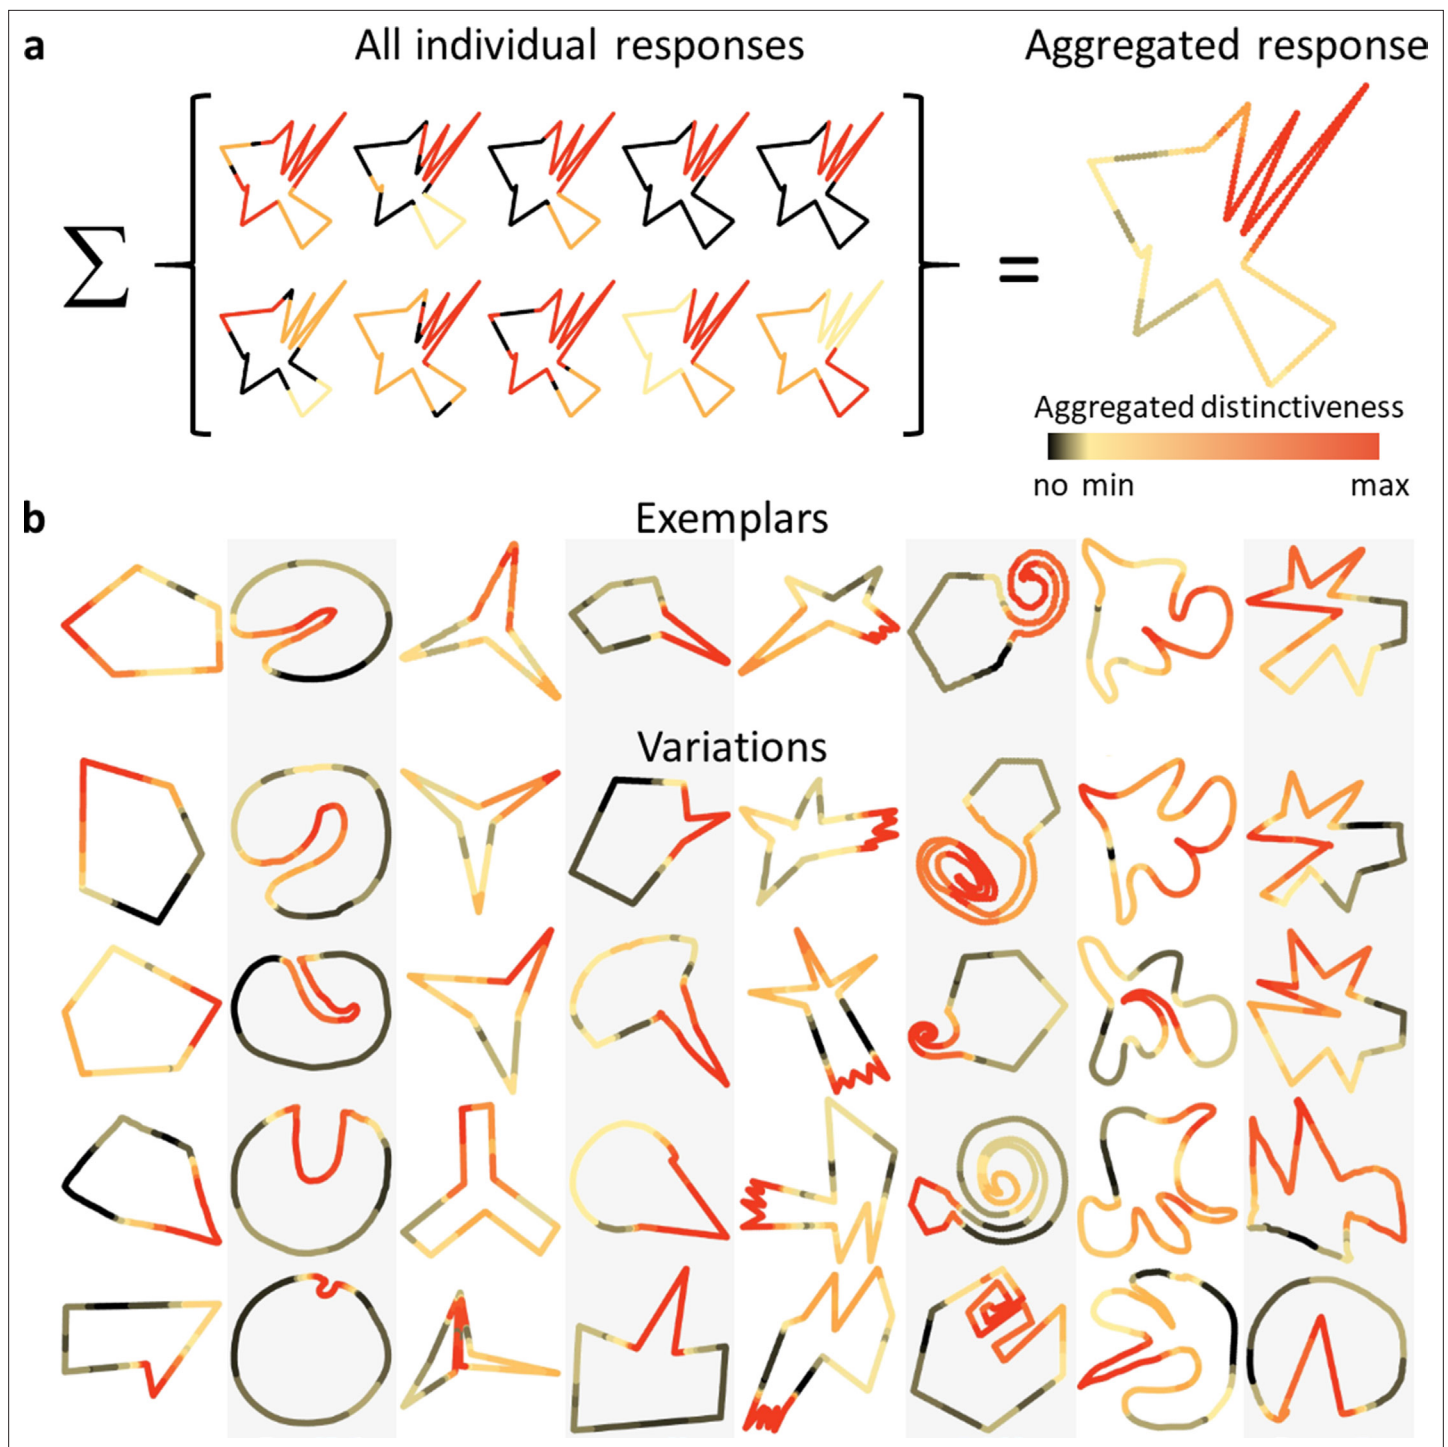 a
All individual responses
Aggregated response
∑
=
Aggregated distinctiveness
no min max
b
Exemplars
Variations